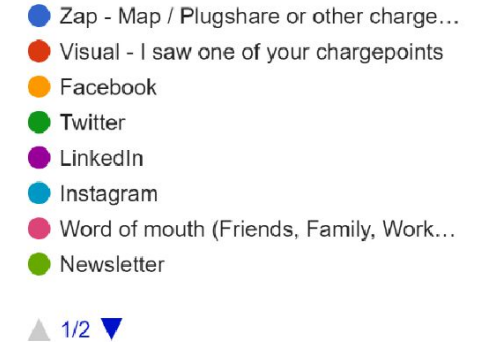 Zap - Map / Plugshare or other charge...
Visual - I saw one of your chargepoints
Facebook
Twitter
LinkedIn
Instagram
Word of mouth (Friends, Family, Work...
Newsletter
1/2